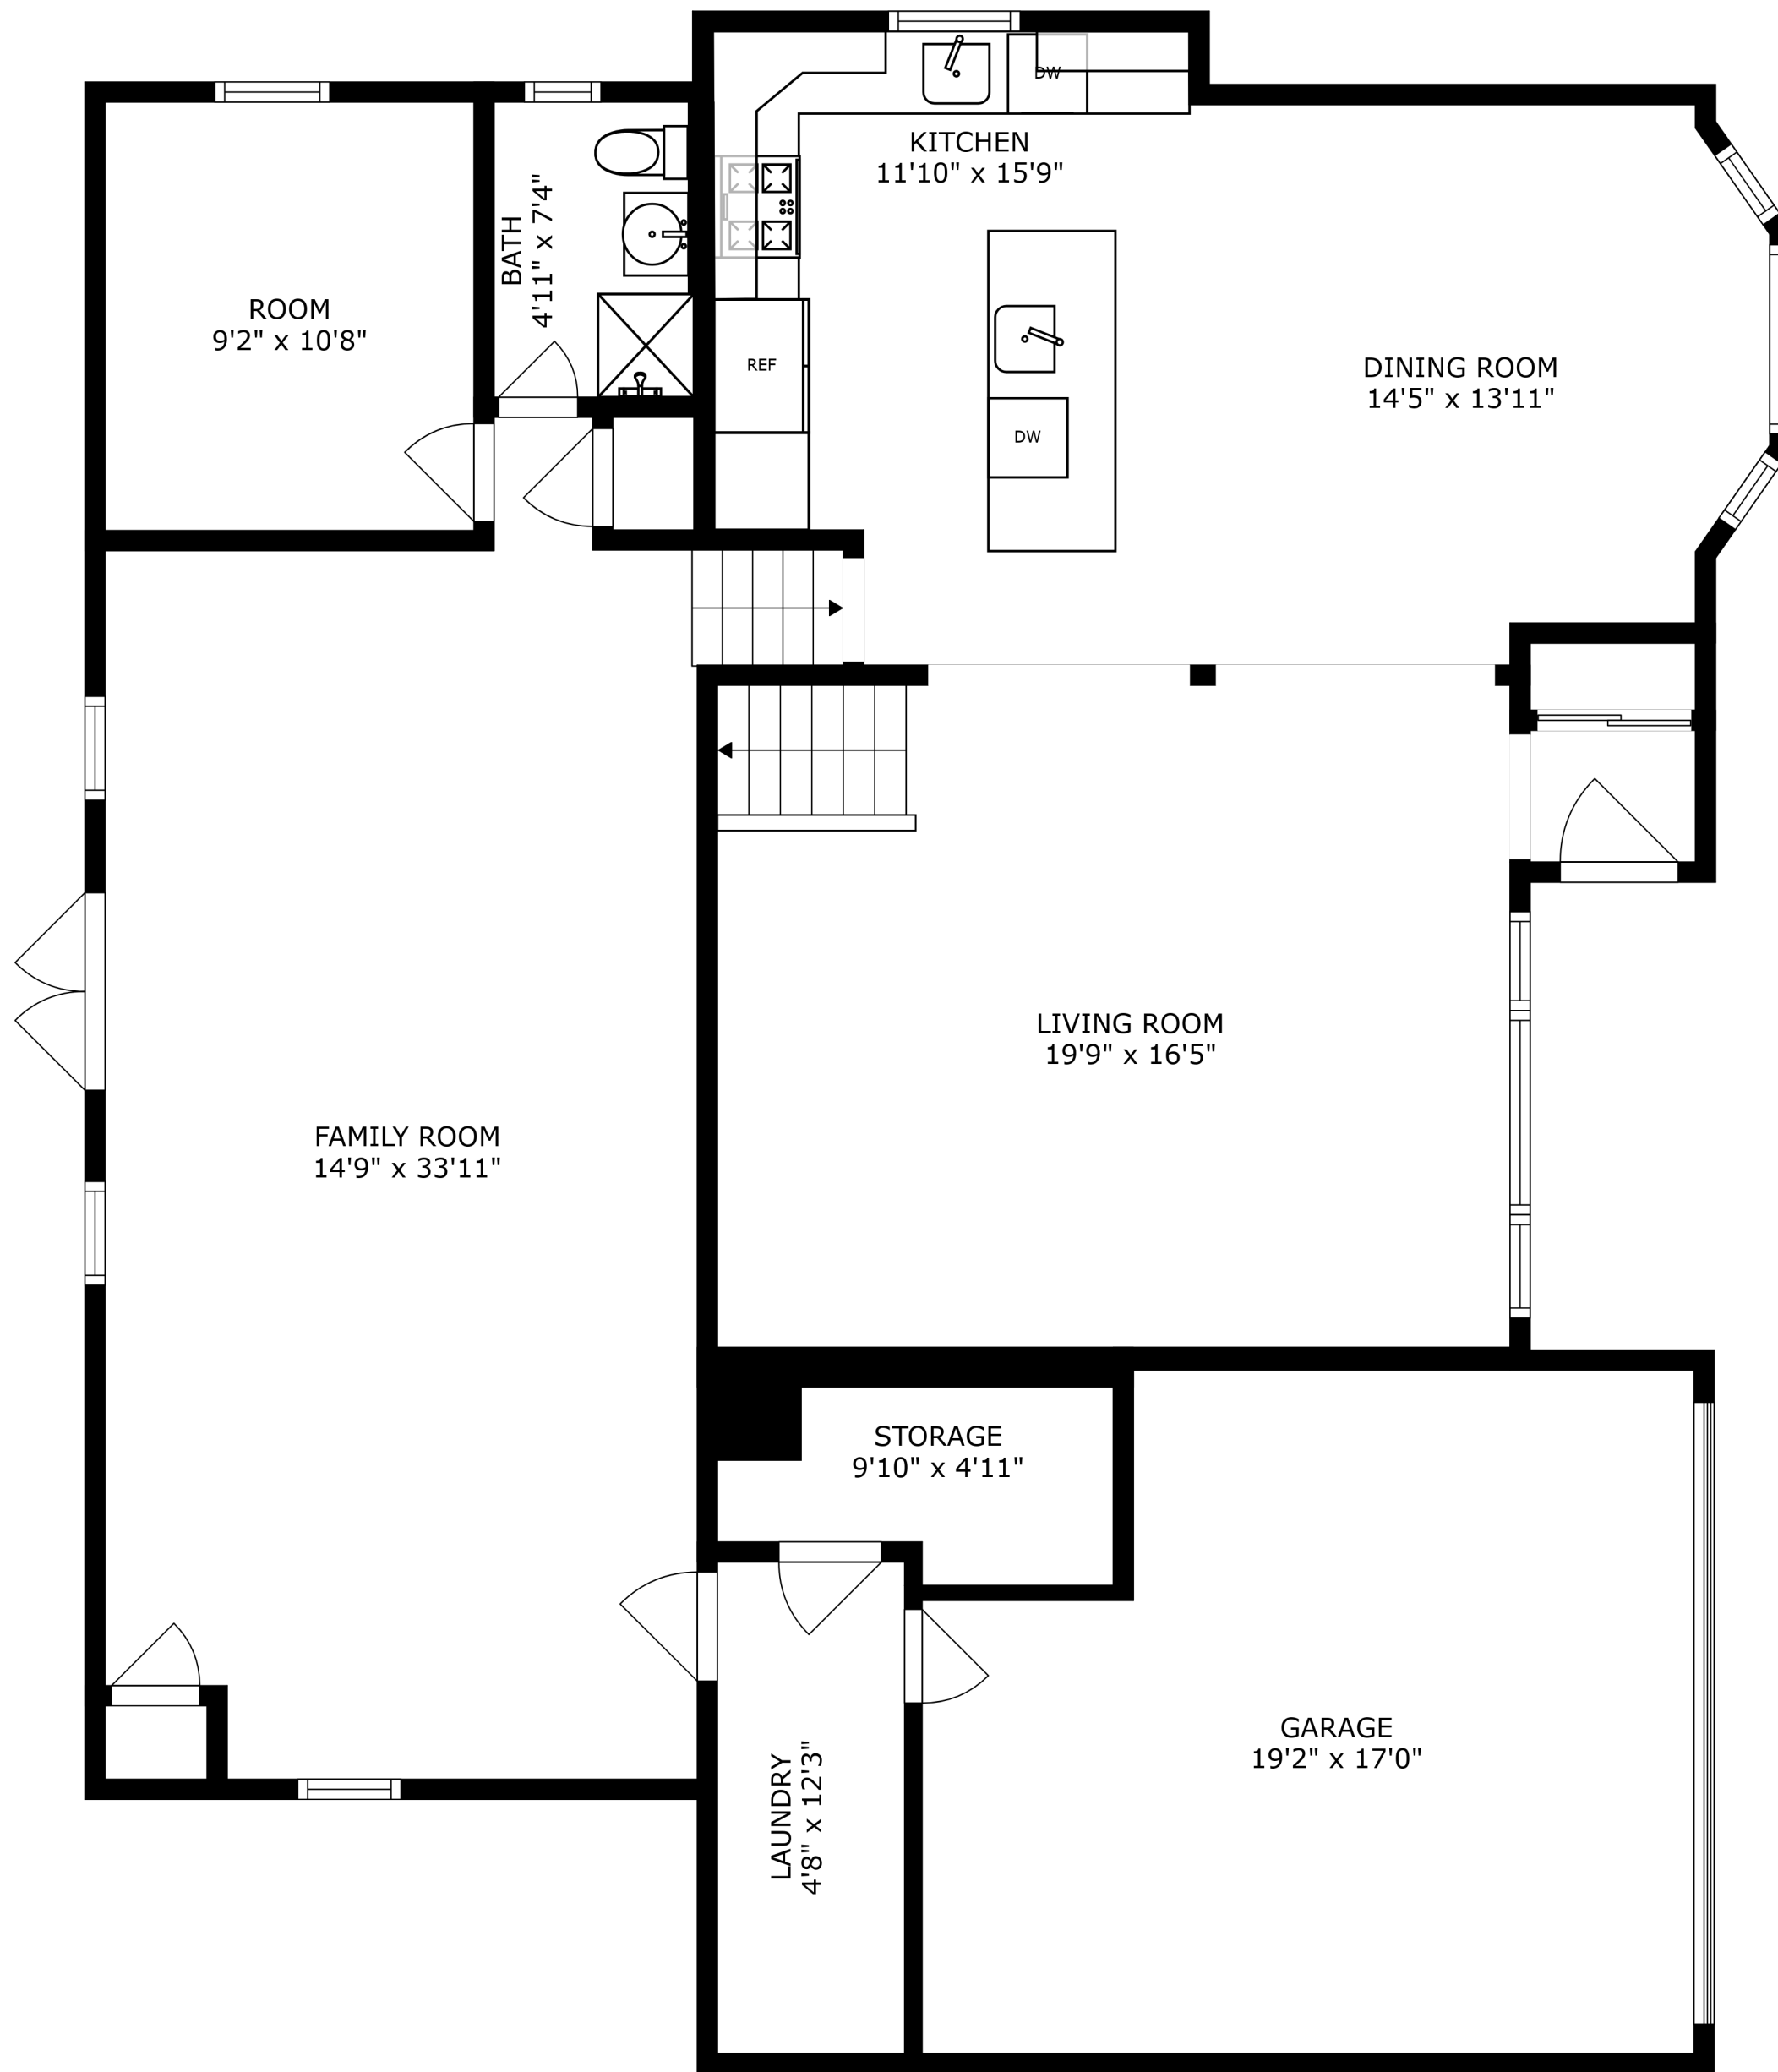 DW
KITCHEN
11'10" x 15'9"
BATH
4'11" x 7'4"
ROOM
9'2" x 10'8"
REF
DINING ROOM
14'5" x 13'11"
DW
LIVING ROOM
19'9" x 16'5"
FAMILY ROOM
14'9" x 33'11"
STORAGE
9'10" x 4'11"
GARAGE
19'2" x 17'0"
LAUNDRY
4'8" x 12'3"